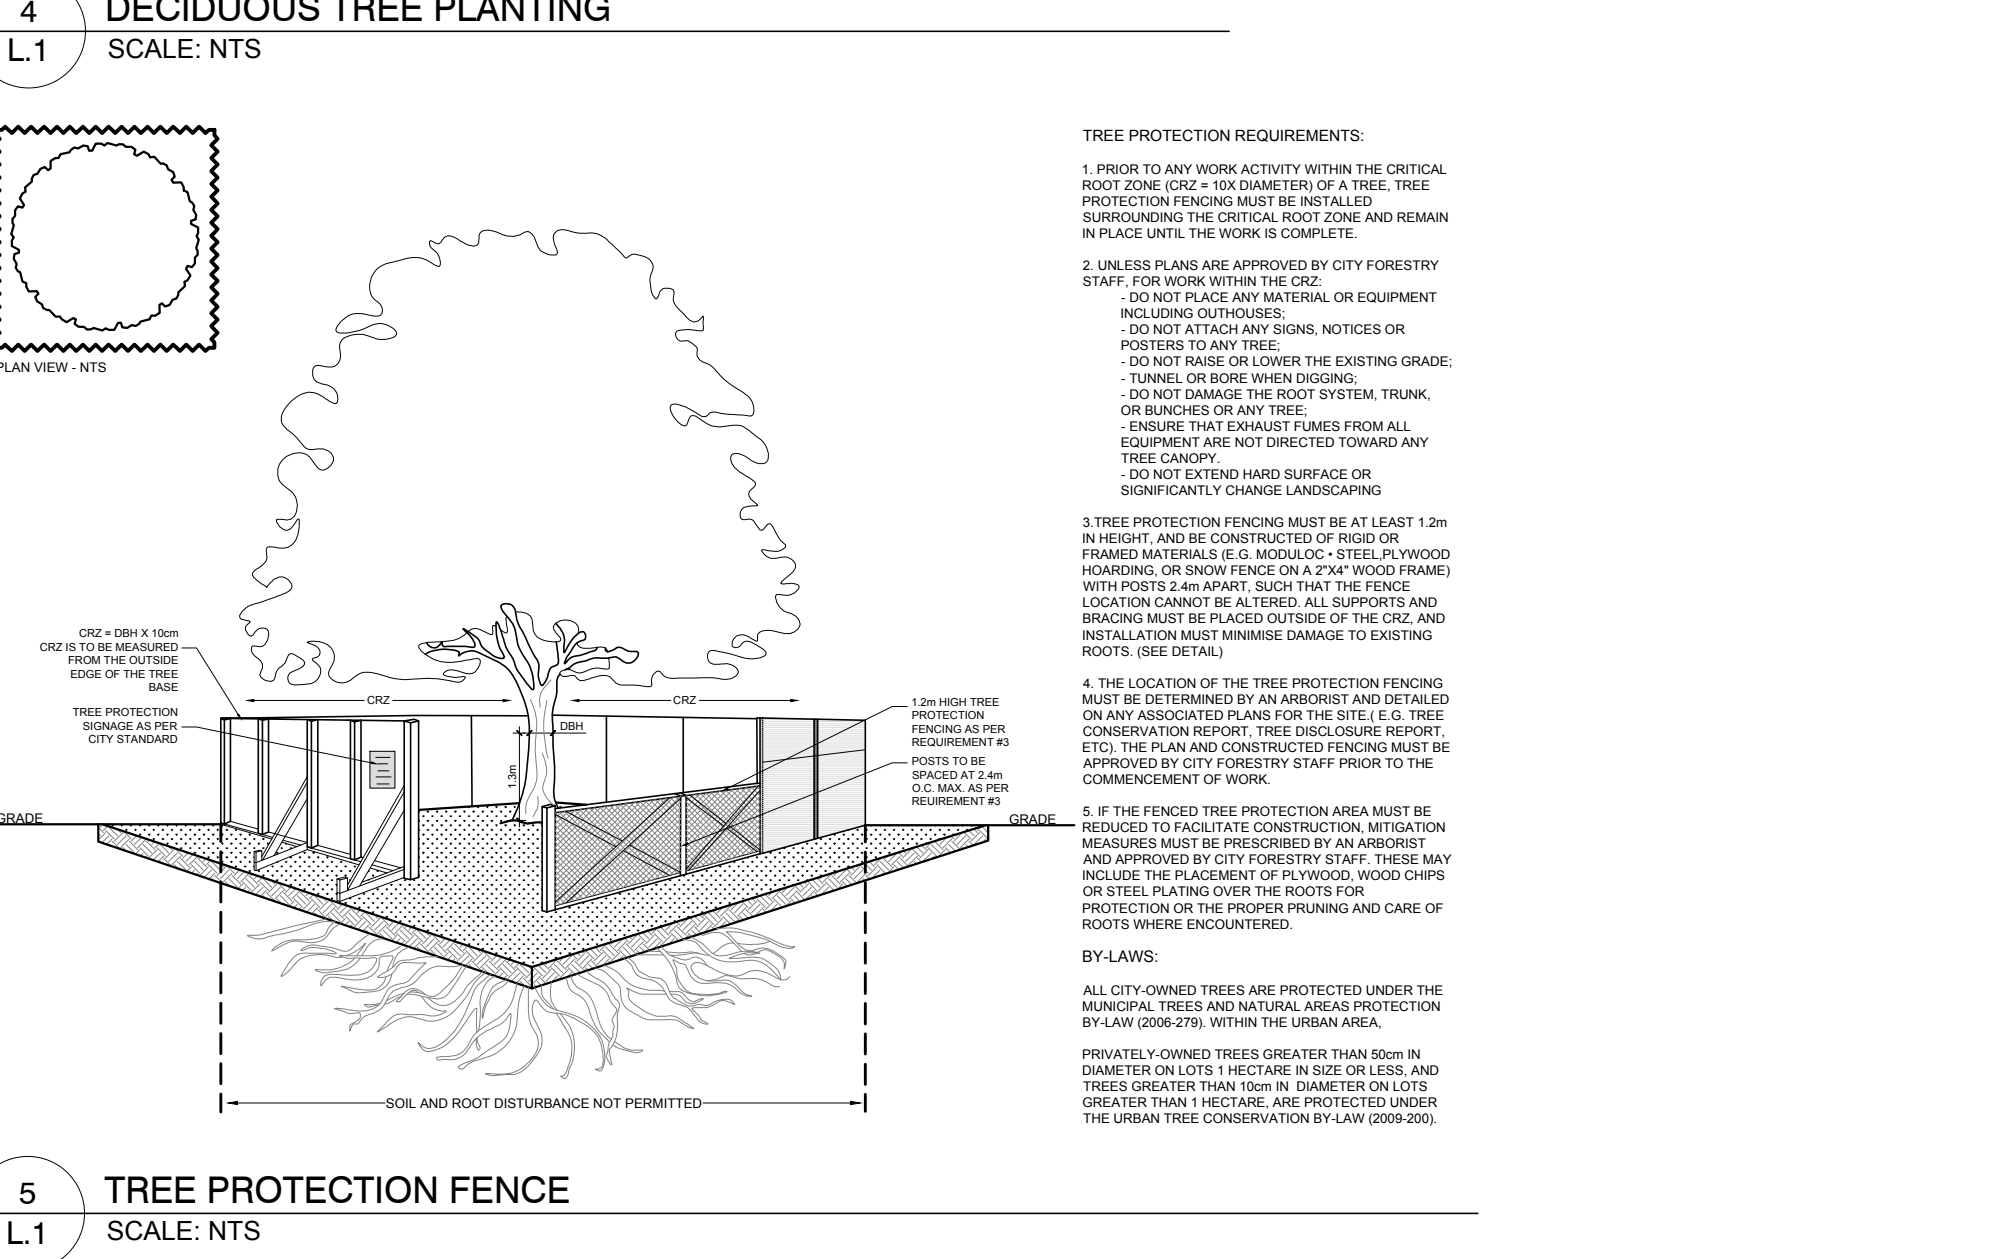 4
DECIDUOUS TREE PLANTING
L.1
SCALE: NTS
PLAN VIEW - NTS
CRZ = DBH X 10cm
CRZ IS TO BE MEASURED
FROM THE OUTSIDE
EDGE OF THE TREE
BASE
TREE PROTECTION
SIGNAGE AS PER
CITY STANDARD
CRZ
CRZ
DBH
1.3m
1.2m HIGH TREE
PROTECTION
FENCING AS PER
REQUIREMENT #3
POSTS TO BE
SPACED AT 2.4m
O.C. MAX. AS PER
REUIREMENT #3
GRADE
GRADE
SOIL AND ROOT DISTURBANCE NOT PERMITTED
TREE PROTECTION REQUIREMENTS:
1. PRIOR TO ANY WORK ACTIVITY WITHIN THE CRITICAL
ROOT ZONE (CRZ = 10X DIAMETER) OF A TREE, TREE
PROTECTION FENCING MUST BE INSTALLED
SURROUNDING THE CRITICAL ROOT ZONE AND REMAIN
IN PLACE UNTIL THE WORK IS COMPLETE.
2. UNLESS PLANS ARE APPROVED BY CITY FORESTRY
STAFF, FOR WORK WITHIN THE CRZ:
- DO NOT PLACE ANY MATERIAL OR EQUIPMENT
INCLUDING OUTHOUSES;
- DO NOT ATTACH ANY SIGNS, NOTICES OR
POSTERS TO ANY TREE;
- DO NOT RAISE OR LOWER THE EXISTING GRADE;
- TUNNEL OR BORE WHEN DIGGING;
- DO NOT DAMAGE THE ROOT SYSTEM, TRUNK,
OR BUNCHES OR ANY TREE;
- ENSURE THAT EXHAUST FUMES FROM ALL
EQUIPMENT ARE NOT DIRECTED TOWARD ANY
TREE CANOPY.
- DO NOT EXTEND HARD SURFACE OR
SIGNIFICANTLY CHANGE LANDSCAPING
3.TREE PROTECTION FENCING MUST BE AT LEAST 1.2m
IN HEIGHT, AND BE CONSTRUCTED OF RIGID OR
FRAMED MATERIALS (E.G. MODULOC • STEEL,PLYWOOD
HOARDING, OR SNOW FENCE ON A 2"X4" WOOD FRAME)
WITH POSTS 2.4m APART, SUCH THAT THE FENCE
LOCATION CANNOT BE ALTERED. ALL SUPPORTS AND
BRACING MUST BE PLACED OUTSIDE OF THE CRZ, AND
INSTALLATION MUST MINIMISE DAMAGE TO EXISTING
ROOTS. (SEE DETAIL)
4. THE LOCATION OF THE TREE PROTECTION FENCING
MUST BE DETERMINED BY AN ARBORIST AND DETAILED
ON ANY ASSOCIATED PLANS FOR THE SITE.( E.G. TREE
CONSERVATION REPORT, TREE DISCLOSURE REPORT,
ETC). THE PLAN AND CONSTRUCTED FENCING MUST BE
APPROVED BY CITY FORESTRY STAFF PRIOR TO THE
COMMENCEMENT OF WORK.
5. IF THE FENCED TREE PROTECTION AREA MUST BE
REDUCED TO FACILITATE CONSTRUCTION, MITIGATION
MEASURES MUST BE PRESCRIBED BY AN ARBORIST
AND APPROVED BY CITY FORESTRY STAFF. THESE MAY
INCLUDE THE PLACEMENT OF PLYWOOD, WOOD CHIPS
OR STEEL PLATING OVER THE ROOTS FOR
PROTECTION OR THE PROPER PRUNING AND CARE OF
ROOTS WHERE ENCOUNTERED.
BY-LAWS:
ALL CITY-OWNED TREES ARE PROTECTED UNDER THE
MUNICIPAL TREES AND NATURAL AREAS PROTECTION
BY-LAW (2006-279). WITHIN THE URBAN AREA,
PRIVATELY-OWNED TREES GREATER THAN 50cm IN
DIAMETER ON LOTS 1 HECTARE IN SIZE OR LESS, AND
TREES GREATER THAN 10cm IN  DIAMETER ON LOTS
GREATER THAN 1 HECTARE, ARE PROTECTED UNDER
THE URBAN TREE CONSERVATION BY-LAW (2009-200).
5
TREE PROTECTION FENCE
L.1
SCALE: NTS